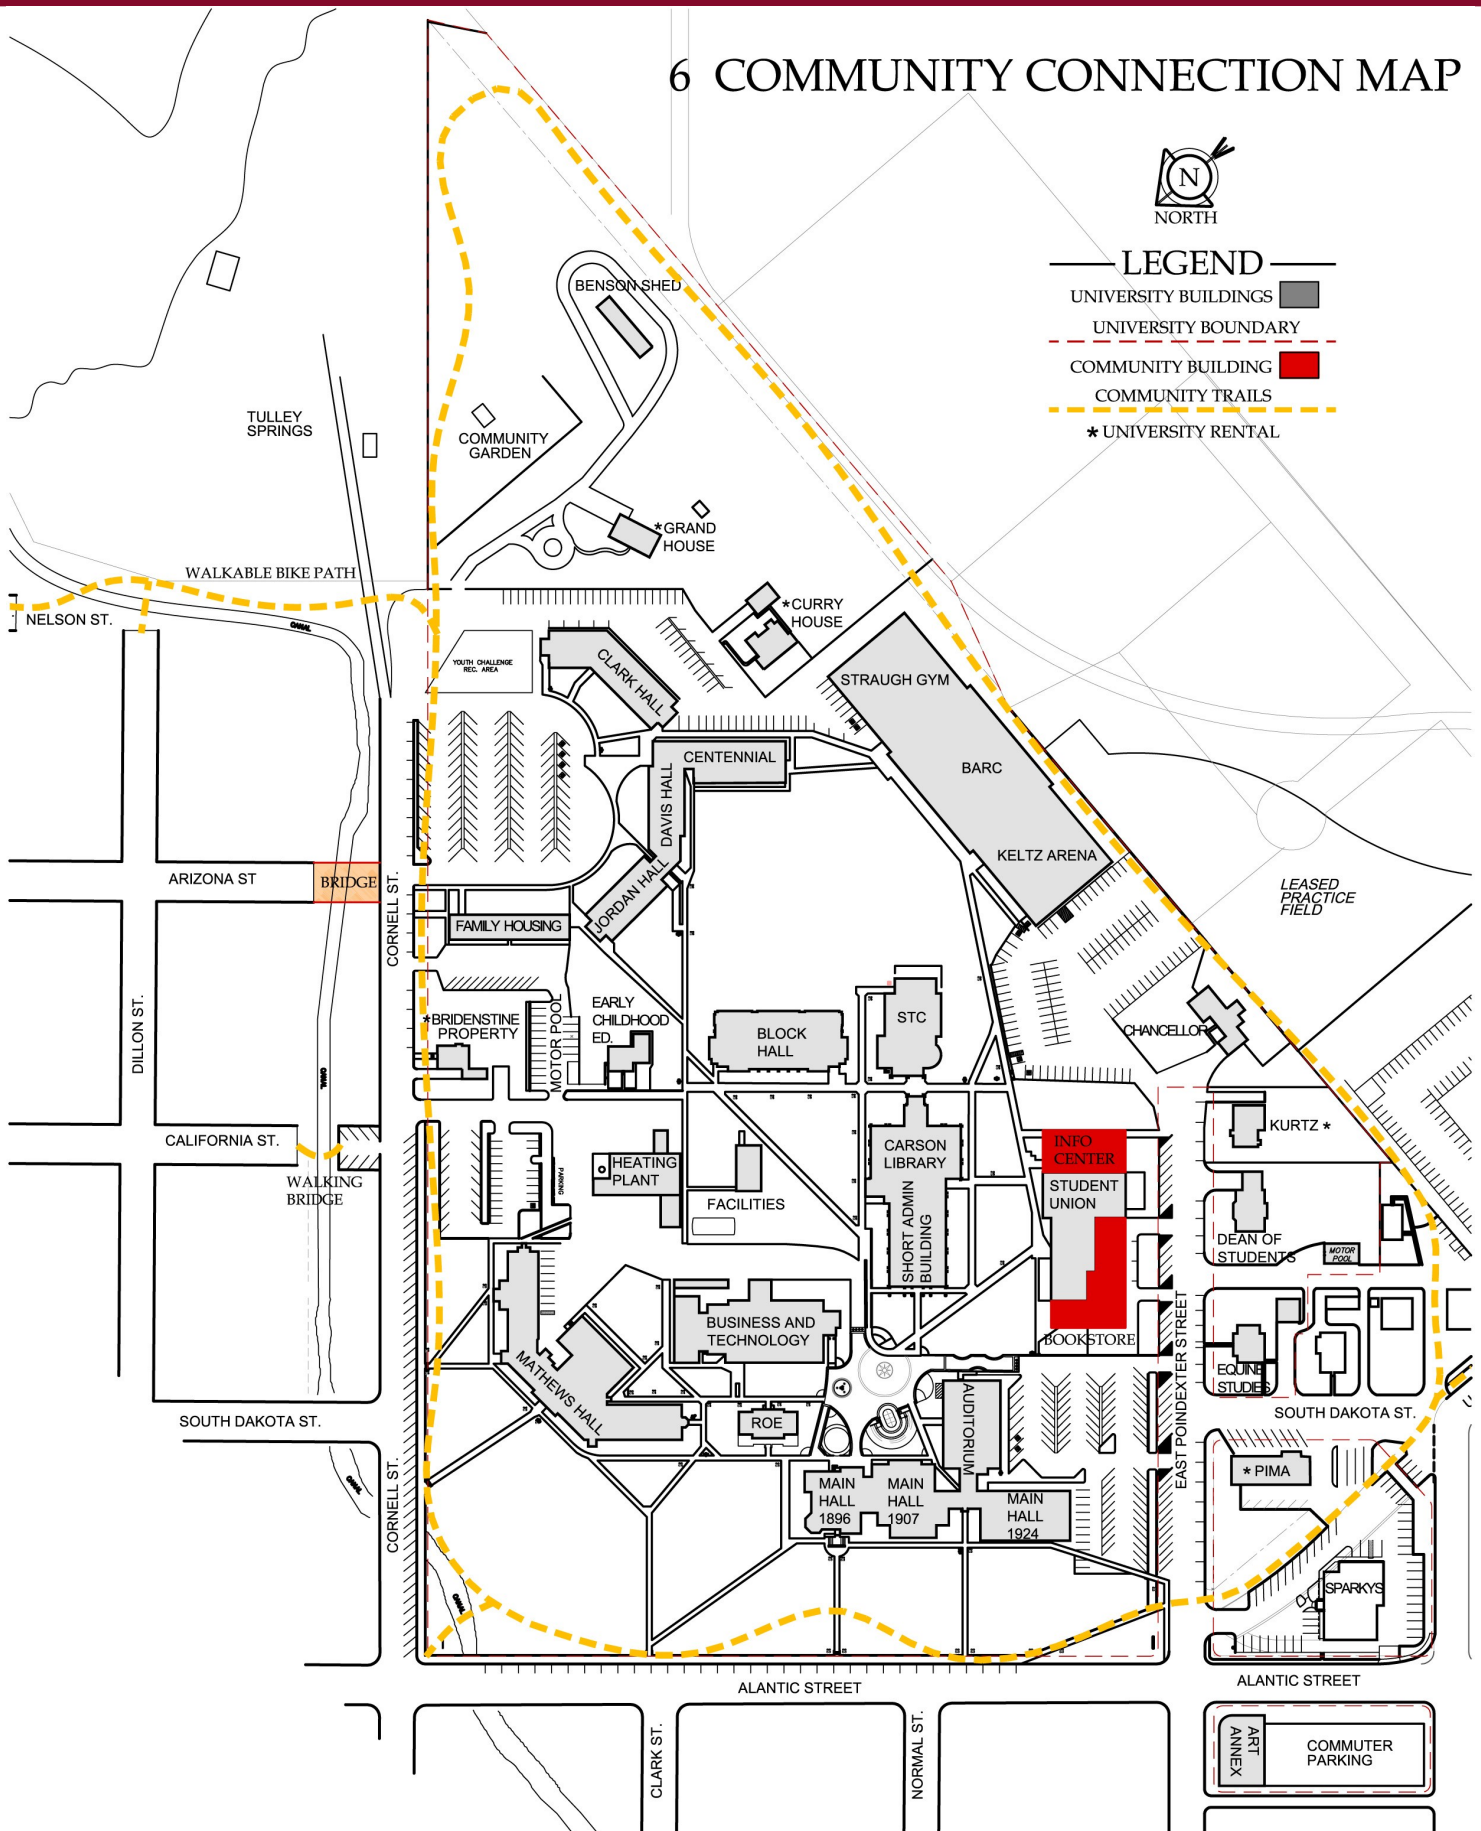 6 COMMUNITY CONNECTION MAP
N
NORTH
LEGEND
UNIVERSITY BUILDINGS
UNIVERSITY BOUNDARY
COMMUNITY BUILDING
COMMUNITY TRAILS
* UNIVERSITY RENTAL
BENSON SHED
TULLEY
SPRINGS
COMMUNITY
GARDEN
*GRAND
HOUSE
WALKABLE BIKE PATH
NELSON ST.
CANAL
*CURRY
HOUSE
YOUTH CHALLENGE
REC. AREA
CLARK HALL
STRAUGH GYM
CENTENNIAL
DAVIS HALL
BARC
KELTZ ARENA
JORDAN HALL
ARIZONA ST
BRIDGE
CORNELL ST.
FAMILY HOUSING
LEASED
PRACTICE
FIELD
DILLON ST.
*BRIDENSTINE
PROPERTY
MOTOR POOL
EARLY
CHILDHOOD
ED.
BLOCK
HALL
STC
CHANCELLOR
CANAL
KURTZ *
CALIFORNIA ST.
WALKING
BRIDGE
PARKING
HEATING
PLANT
FACILITIES
CARSON
LIBRARY
SHORT ADMIN
BUILDING
INFO
CENTER
STUDENT
UNION
DEAN OF
STUDENTS
MOTOR
POOL
BUSINESS AND
TECHNOLOGY
BOOKSTORE
EAST POINDEXTER STREET
EQUINE
STUDIES
MATHEWS HALL
ROE
AUDITORIUM
SOUTH DAKOTA ST.
SOUTH DAKOTA ST.
CANAL
CORNELL ST.
MAIN
HALL
1896
MAIN
HALL
1907
MAIN
HALL
1924
* PIMA
SPARKYS
CANAL
ALANTIC STREET
ALANTIC STREET
CLARK ST.
NORMAL ST.
ART
ANNEX
COMMUTER
PARKING